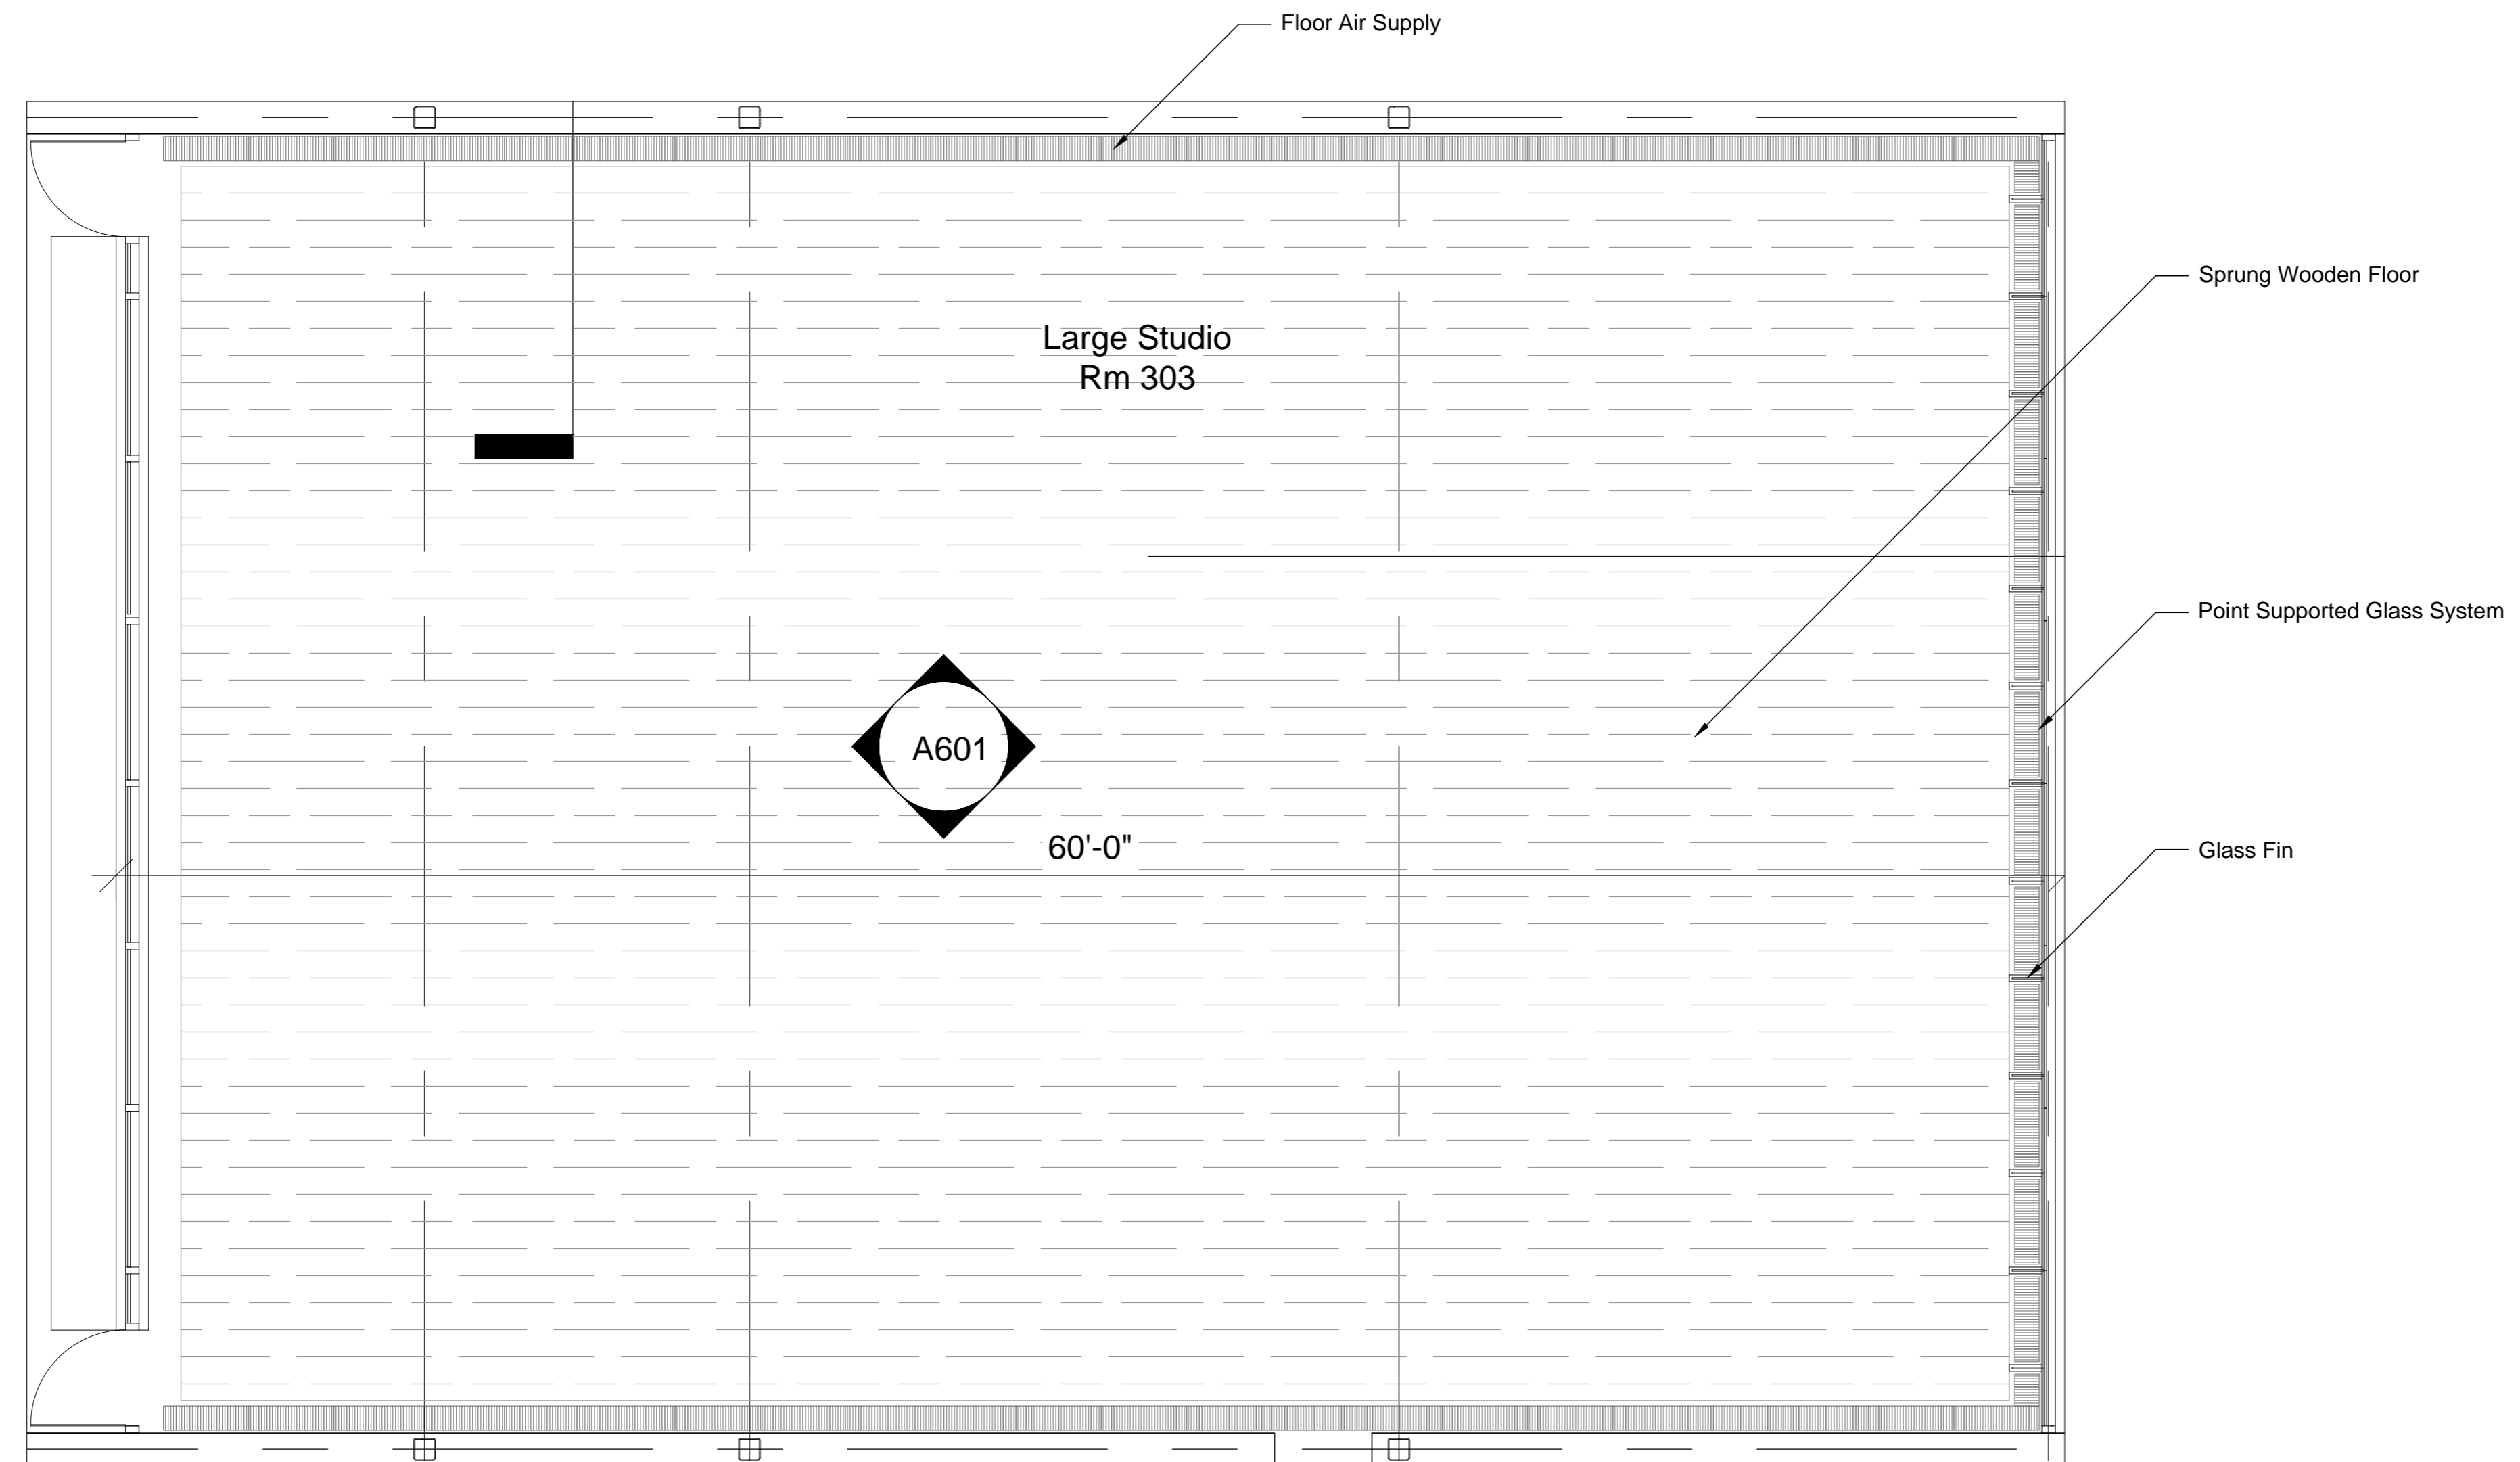 Floor Air Supply
Sprung Wooden Floor
Large Studio
Rm 303
Point Supported Glass System
A601
60'-0"
Glass Fin